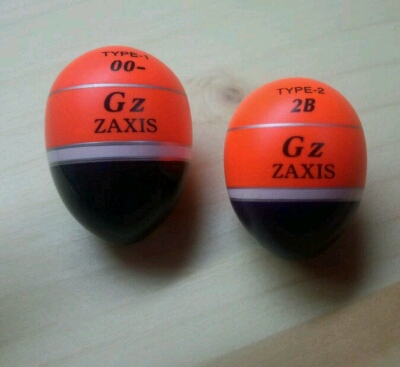 TYPE-1
00-
Gz
ZAXIS
TYPE-2
2B
Gz
ZAXIS